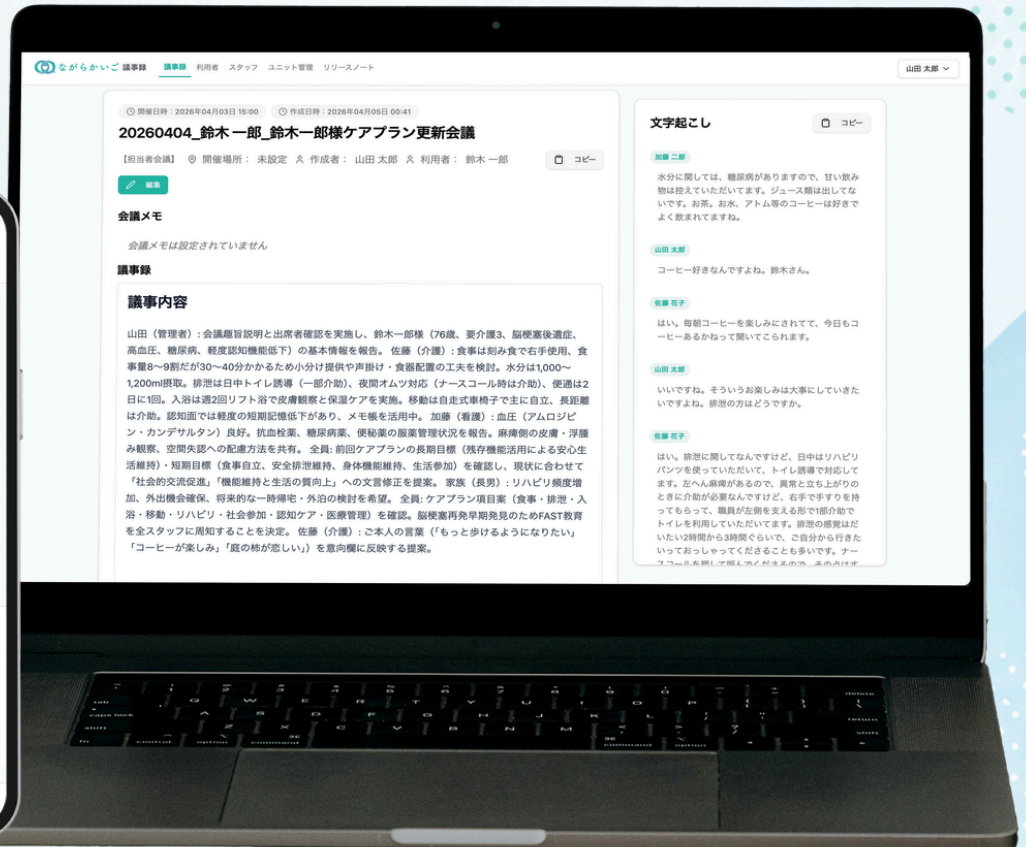 ながらかいご 議事録 議事録 利用者 スタッフ ユニット管理 リリースノート
山田 太郎
開催日時:2026年04月03日 15:00 作成日時:2026年04月05日 00:41
20260404_鈴木 一郎_鈴木一郎様ケアプラン更新会議
【担当者会議】 開催場所: 未設定 作成者: 山田 太郎 利用者: 鈴木 一郎
コピー
編集
会議メモ
会議メモは設定されていません
議事録
議事内容
山田(管理者):会議趣旨説明と出席者確認を実施し、鈴木一郎様(76歳、要介護3、脳梗塞後遺症、
高血圧、糖尿病、軽度認知機能低下)の基本情報を報告。 佐藤(介護):食事は刻み食で右手使用、食
事量8〜9割だが30〜40分かかるため小分け提供や声掛け・食器配置の工夫を検討。水分は1,000〜
1,200ml摂取。排泄は日中トイレ誘導(一部介助)、夜間オムツ対応(ナースコール時は介助)、便通は2
日に1回。入浴は週2回リフト浴で皮膚観察と保湿ケアを実施。移動は自走式車椅子で主に自立、長距離
は介助。認知面では軽度の短期記憶低下があり、メモ帳を活用中。 加藤(看護):血圧(アムロジピ
ン・カンデサルタン)良好。抗血栓薬、糖尿病薬、便秘薬の服薬管理状況を報告。麻痺側の皮膚・浮腫
み観察、空間失認への配慮方法を共有。 全員:前回ケアプランの長期目標(残存機能活用による安心生
活維持)・短期目標(食事自立、安全排泄維持、身体機能維持、生活参加)を確認し、現状に合わせて
「社会的交流促進」「機能維持と生活の質向上」への文言修正を提案。 家族(長男):リハビリ頻度増
加、外出機会確保、将来的な一時帰宅・外泊の検討を希望。 全員:ケアプラン項目案(食事・排泄・入
浴・移動・リハビリ・社会参加・認知ケア・医療管理)を確認。脳梗塞再発早期発見のためFAST教育
を全スタッフに周知することを決定。 佐藤(介護):ご本人の言葉(「もっと歩けるようになりたい」
「コーヒーが楽しみ」「庭の柿が恋しい」)を意向欄に反映する提案。
文字起こし
コピー
加藤 二郎
水分に関しては、糖尿病がありますので、甘い飲み
物は控えていただいてます。ジュース類は出してな
いです。お茶。お水、アトム等のコーヒーは好きで
よく飲まれてますね。
山田 太郎
コーヒー好きなんですよね。鈴木さん。
佐藤 花子
はい。毎朝コーヒーを楽しみにされてて、今日もコ
ーヒーあるかねって聞いてこられます。
山田 太郎
いいですね。そういうお楽しみは大事にしていきた
いですよね。排泄の方はどうですか。
佐藤 花子
はい。排泄に関してなんですけど、日中はリハビリ
パンツを使っていただいて、トイレ誘導で対応して
ます。左へん麻痺があるので、異常と立ち上がりの
ときに介助が必要なんですけど、右手で手すりを持
ってもらって、職員が左側を支える形で1部介助で
トイレを利用していただいてます。排泄の感覚はだ
いたい2時間から3時間ぐらいで、ご自分から行きた
いっておっしゃってくださることも多いです。ナー
スコールを押して呼んでくださるので、その点はす